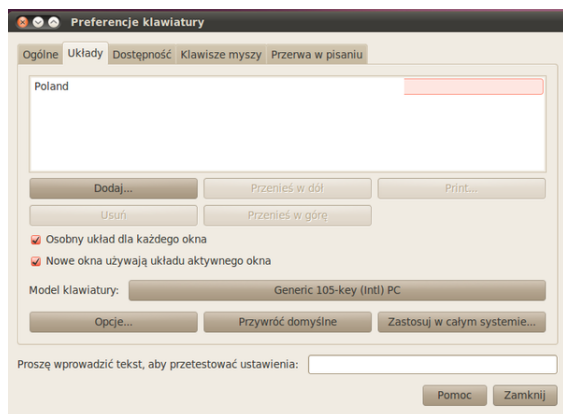 Preferencje klawiatury
Ogólne Układy Dostępność Klawisze myszy Przerwa w pisaniu
Poland
Dodaj... Przenieś w dół Print...
Usuń Przenieś w górę
Osobny układ dla każdego okna
Nowe okna używają układu aktywnego okna
Model klawiatury: Generic 105-key (Intl) PC
Opcje... Przywróć domyślne Zastosuj w całym systemie...
Proszę wprowadzić tekst, aby przetestować ustawienia:
Pomoc Zamknij